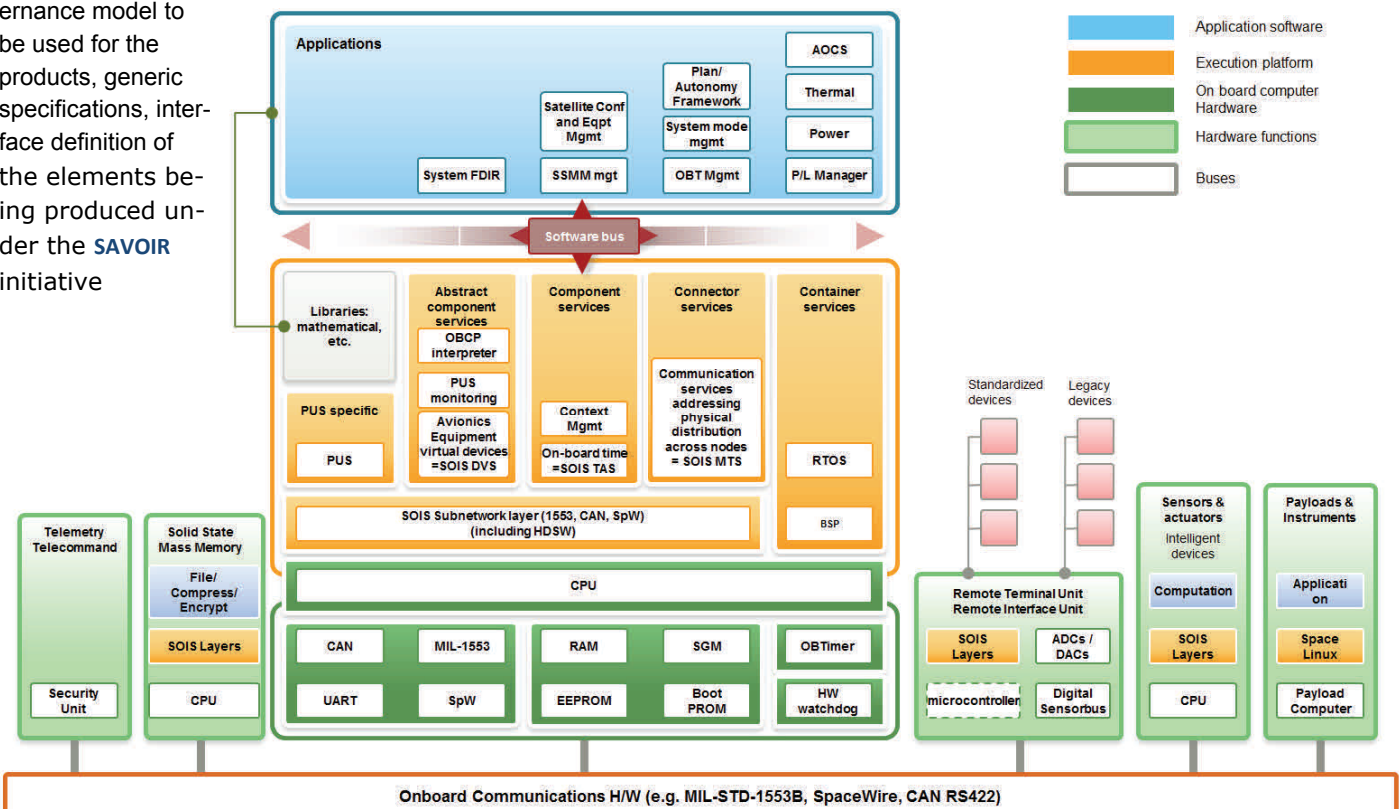 ernance model to
be used for the
products, generic
specifications, inter-
face definition of
the elements be-
ing produced un-
der the SAVOIR
initiative
Applications
AOCS
Plan/
Autonomy
Framework
Thermal
Satellite Conf
and Eqpt
Mgmt
System mode
mgmt
Power
System FDIR
SSMM mgt
OBT Mgmt
P/L Manager
Application software
Execution platform
On board computer
Hardware
Hardware functions
Buses
Software bus
Libraries:
mathematical,
etc.
Abstract
component
services
OBCP
interpreter
PUS
monitoring
Avionics
Equipment
virtual devices
=SOIS DVS
Component
services
Context
Mgmt
On-board time
=SOIS TAS
Connector
services
Communication
services
addressing
physical
distribution
across nodes
= SOIS MTS
Container
services
RTOS
BSP
PUS specific
PUS
SOIS Subnetwork layer (1553, CAN, SpW)
(including HDSW)
CPU
CAN
MIL-1553
UART
SpW
RAM
SGM
EEPROM
Boot
PROM
OBTimer
HW
watchdog
Telemetry
Telecommand
Security
Unit
Solid State
Mass Memory
File/
Compress/
Encrypt
SOIS Layers
CPU
Standardized
devices
Legacy
devices
Remote Terminal Unit
Remote Interface Unit
SOIS
Layers
ADCs /
DACs
microcontroller
Digital
Sensorbus
Sensors &
actuators
Intelligent
devices
Computation
SOIS
Layers
CPU
Payloads &
Instruments
Applicati
on
Space
Linux
Payload
Computer
Onboard Communications H/W (e.g. MIL-STD-1553B, SpaceWire, CAN RS422)